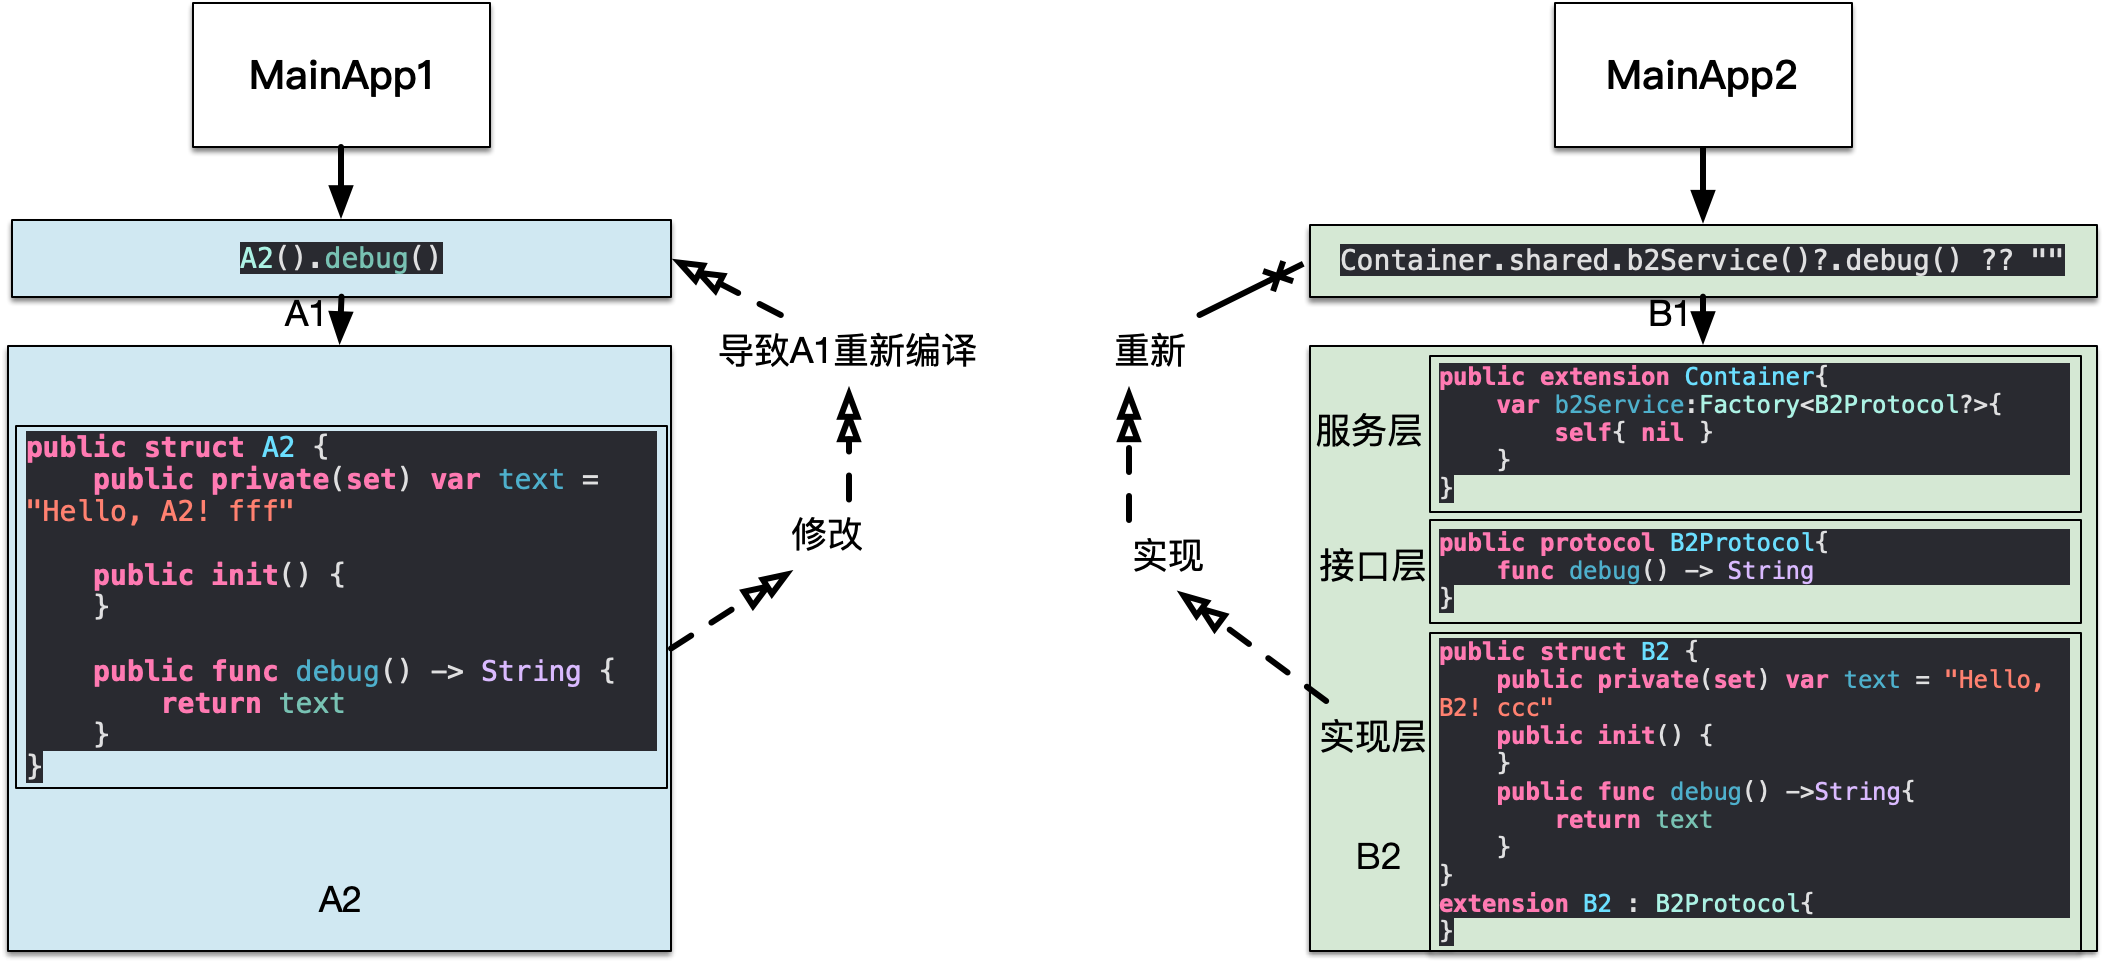 MainApp1
A2().debug()
A1
public struct A2 {
    public private(set) var text =
"Hello, A2! fff"
    public init() {
    }
    public func debug() -> String {
        return text
    }
}
A2
导致A1重新编译
修改
MainApp2
Container.shared.b2Service()?.debug() ?? ""
B1
重新
实现
服务层
public extension Container{
    var b2Service:Factory<B2Protocol?>{
        self{ nil }
    }
}
接口层
public protocol B2Protocol{
    func debug() -> String
}
实现层
public struct B2 {
    public private(set) var text = "Hello,
B2! ccc"
    public init() {
    }
    public func debug() ->String{
        return text
    }
}
extension B2 : B2Protocol{
}
B2